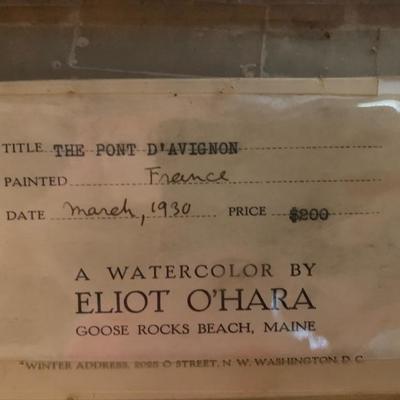 TITLE THE PONT D'AVIGNON
PAINTED France
DATE march, 1930 PRICE $200
A WATERCOLOR BY
ELIOT O'HARA
GOOSE ROCKS BEACH, MAINE
"WINTER ADDRESS, 2025 O STREET, N. W. WASHINGTON, D. C.